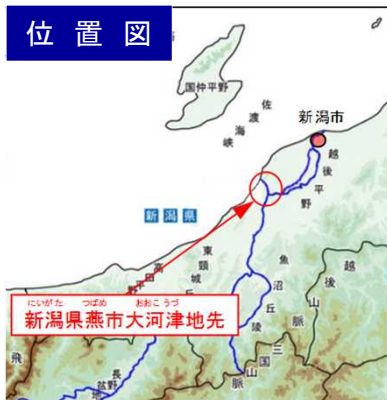 位置図
国仲平野
佐渡海峡
新潟市
越後平野
新潟県
東頸城丘
高田平野
魚沼丘陵
越後山脈
にいがた つばめ おおこうづ
新潟県燕市大河津地先
三国山脈
飛
長野盆地